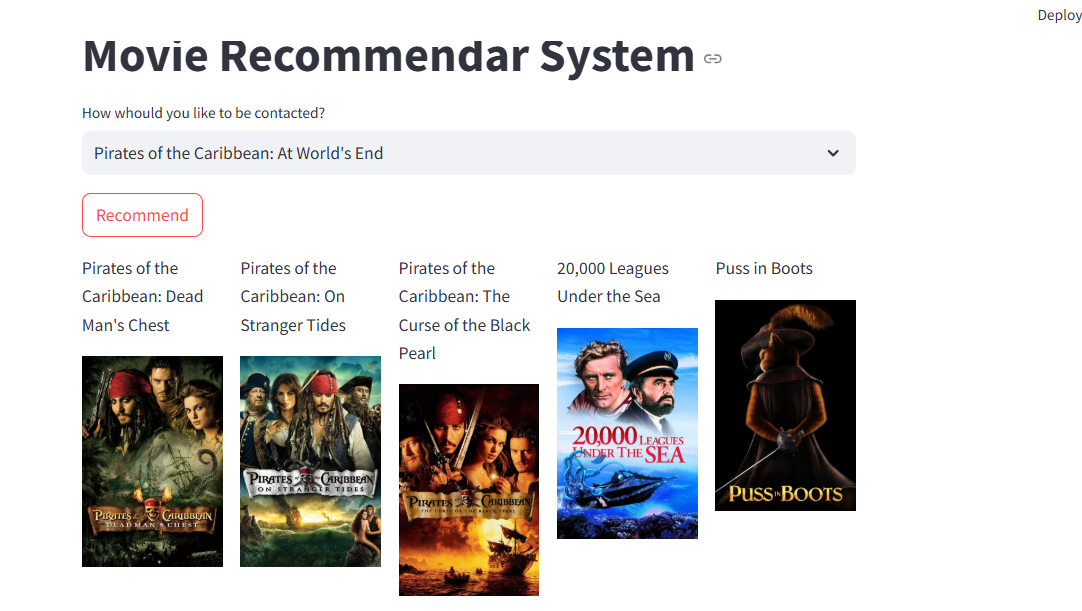 Deploy
Movie Recommendar System
How whould you like to be contacted?
Pirates of the Caribbean: At World's End
Recommend
Pirates of the
Caribbean: Dead
Man's Chest
Pirates of the
Caribbean: On
Stranger Tides
Pirates of the
Caribbean: The
Curse of the Black
Pearl
20,000 Leagues
Under the Sea
Puss in Boots
PIRATES of the CARIBBEAN
DEAD MAN'S CHEST
PIRATES of the CARIBBEAN
ON STRANGER TIDES
PIRATES of the CARIBBEAN
THE CURSE OF THE BLACK PEARL
20,000 LEAGUES
UNDER THE SEA
PUSS IN BOOTS